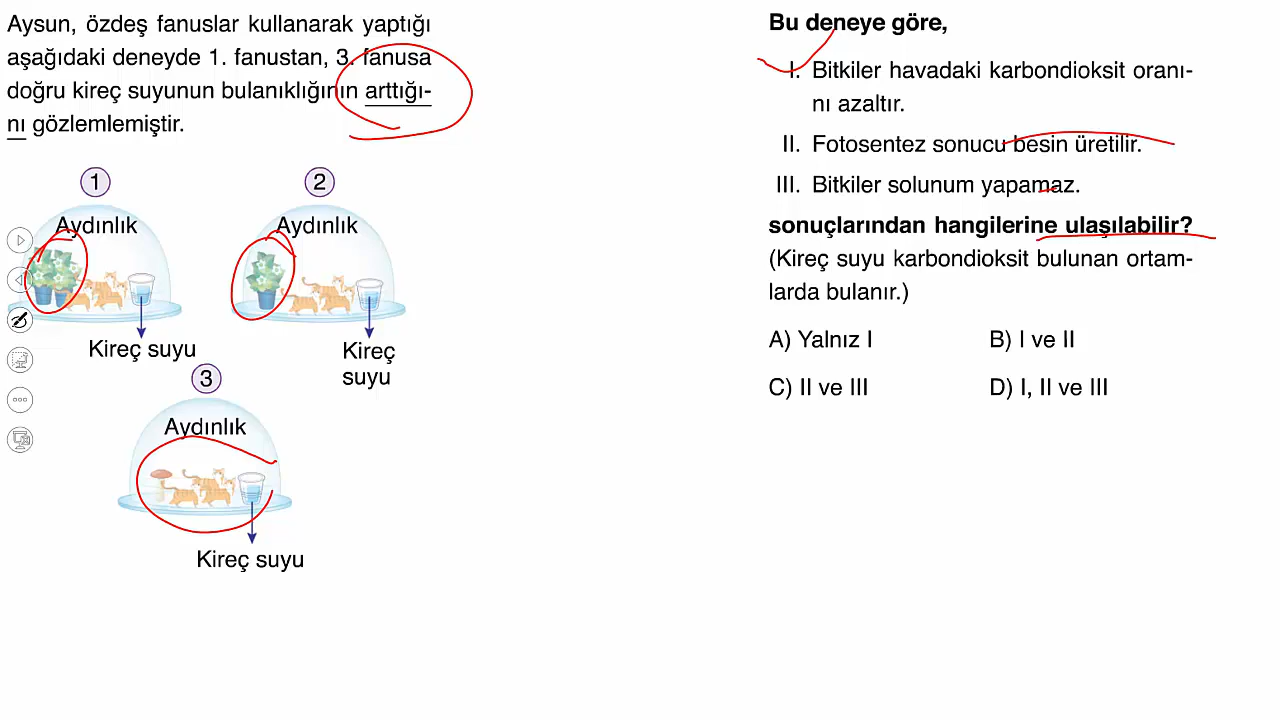 Aysun, özdeş fanuslar kullanarak yaptığı
aşağıdaki deneyde 1. fanustan, 3. fanusa
doğru kireç suyunun bulanıklığının arttığı-
nı gözlemlemiştir.
1
Aydınlık
Kireç suyu
2
Aydınlık
Kireç
suyu
3
Aydınlık
Kireç suyu
Bu deneye göre,
I. Bitkiler havadaki karbondioksit oranı-
nı azaltır.
II. Fotosentez sonucu besin üretilir.
III. Bitkiler solunum yapamaz.
sonuçlarından hangilerine ulaşılabilir?
(Kireç suyu karbondioksit bulunan ortam-
larda bulanır.)
A) Yalnız I
B) I ve II
C) II ve III
D) I, II ve III